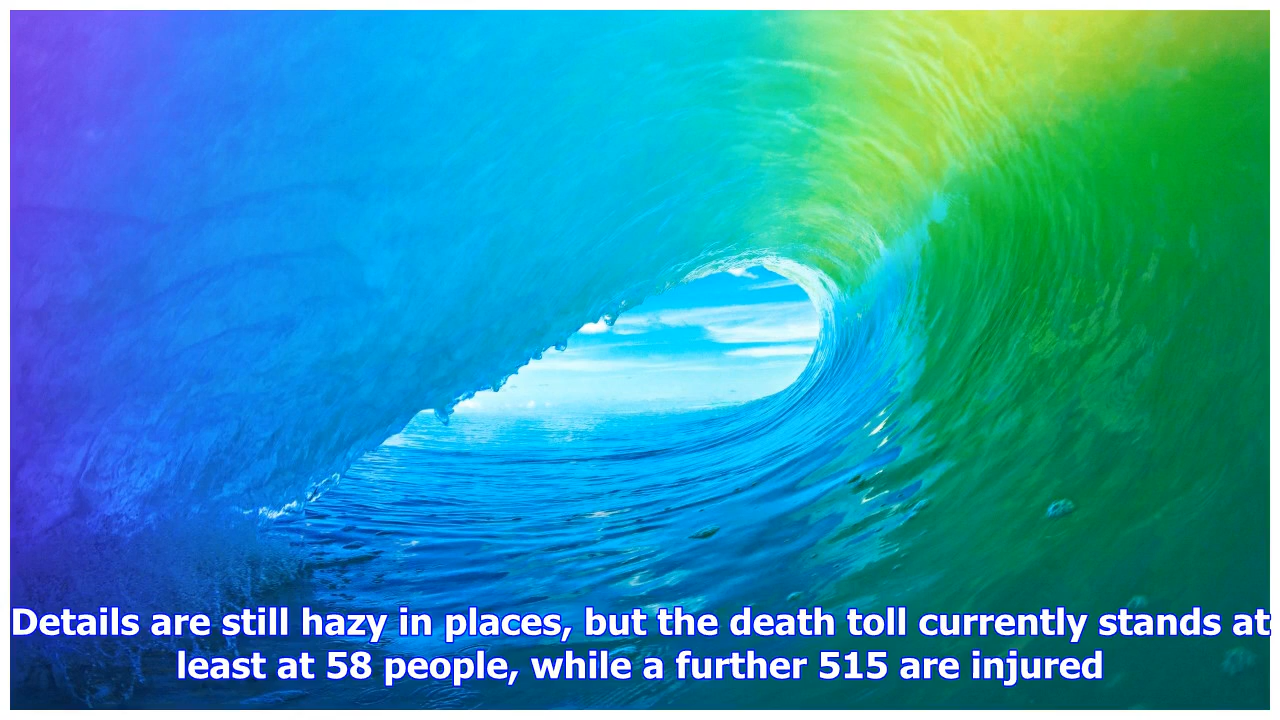 Details are still hazy in places, but the death toll currently stands at
least at 58 people, while a further 515 are injured